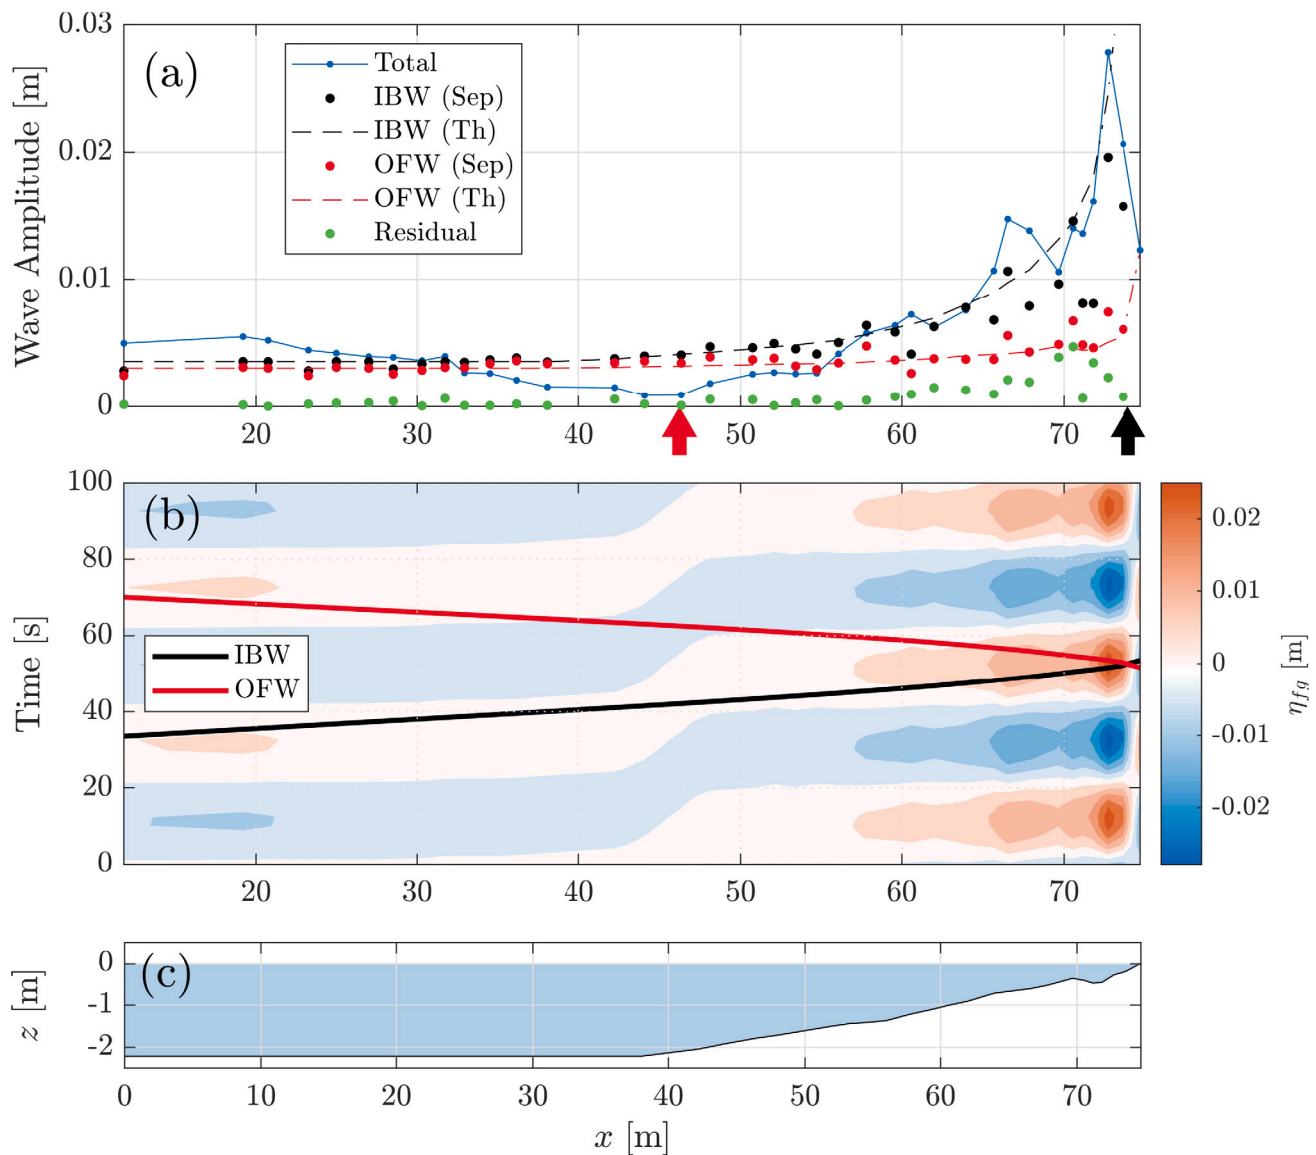 (a)
Wave Amplitude [m]
0.03
0.02
0.01
0
Total
IBW (Sep)
IBW (Th)
OFW (Sep)
OFW (Th)
Residual
20 30 40 50 60 70
(b)
Time [s]
100
80
60
40
20
0
IBW
OFW
20 30 40 50 60 70
0.02
0.01
0
-0.01
-0.02
η_fg [m]
(c)
z [m]
0
-1
-2
0 10 20 30 40 50 60 70
x [m]